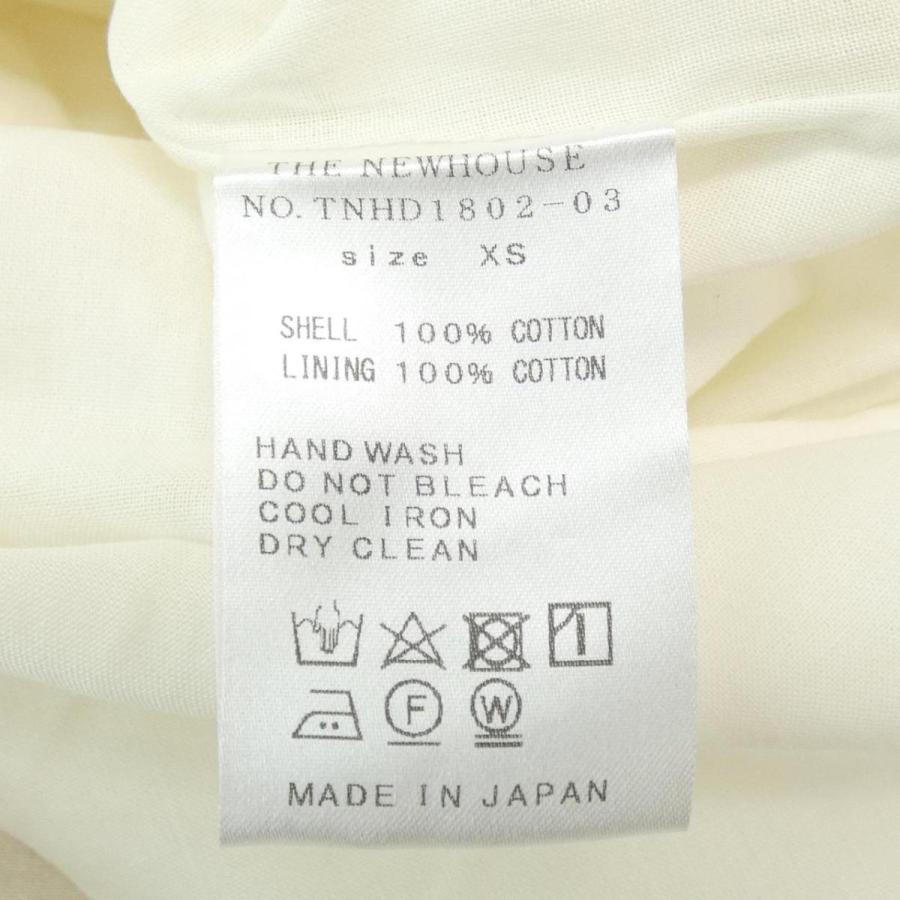 THE NEWHOUSE
NO. TNHD1802-03
size XS
SHELL 100% COTTON
LINING 100% COTTON
HAND WASH
DO NOT BLEACH
COOL IRON
DRY CLEAN
F W
MADE IN JAPAN